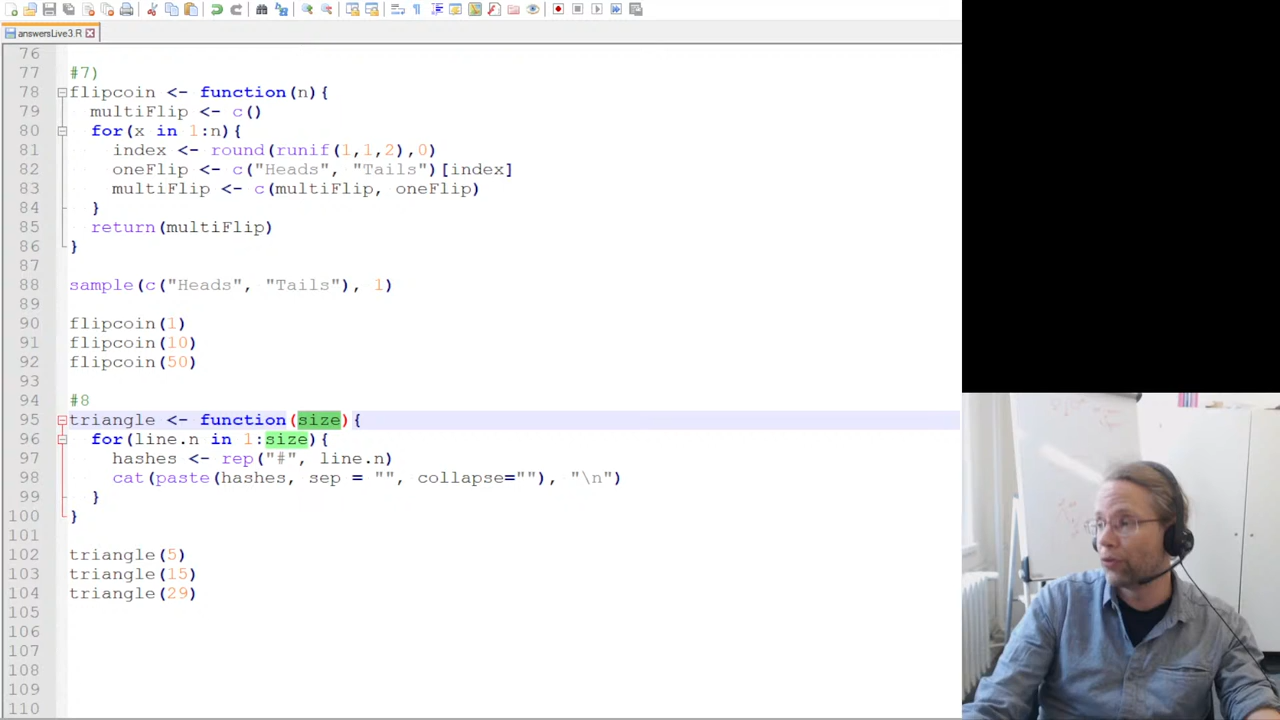 answersLive3.R
76
77 #7)
78 flipcoin <- function(n){
79 multiFlip <- c()
80 for(x in 1:n){
81 index <- round(runif(1,1,2),0)
82 oneFlip <- c("Heads", "Tails")[index]
83 multiFlip <- c(multiFlip, oneFlip)
84 }
85 return(multiFlip)
86 }
87
88 sample(c("Heads", "Tails"), 1)
89
90 flipcoin(1)
91 flipcoin(10)
92 flipcoin(50)
93
94 #8
95 triangle <- function(size){
96 for(line.n in 1:size){
97 hashes <- rep("#", line.n)
98 cat(paste(hashes, sep = "", collapse=""), "\n")
99 }
100 }
101
102 triangle(5)
103 triangle(15)
104 triangle(29)
105
106
107
108
109
110